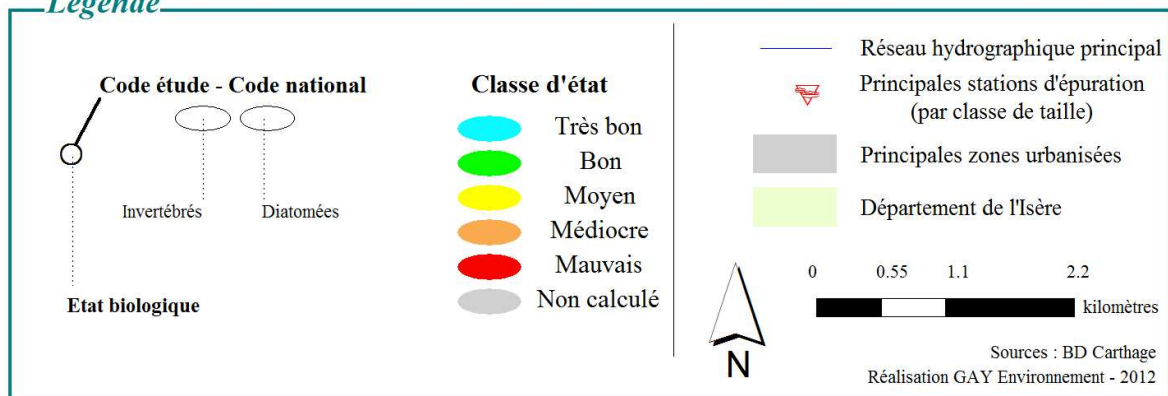 Légende
Code étude - Code national
Invertébrés
Diatomées
Etat biologique
Classe d'état
Très bon
Bon
Moyen
Médiocre
Mauvais
Non calculé
Réseau hydrographique principal
Principales stations d'épuration
(par classe de taille)
Principales zones urbanisées
Département de l'Isère
0 0.55 1.1 2.2
kilomètres
N
Sources : BD Carthage
Réalisation GAY Environnement - 2012